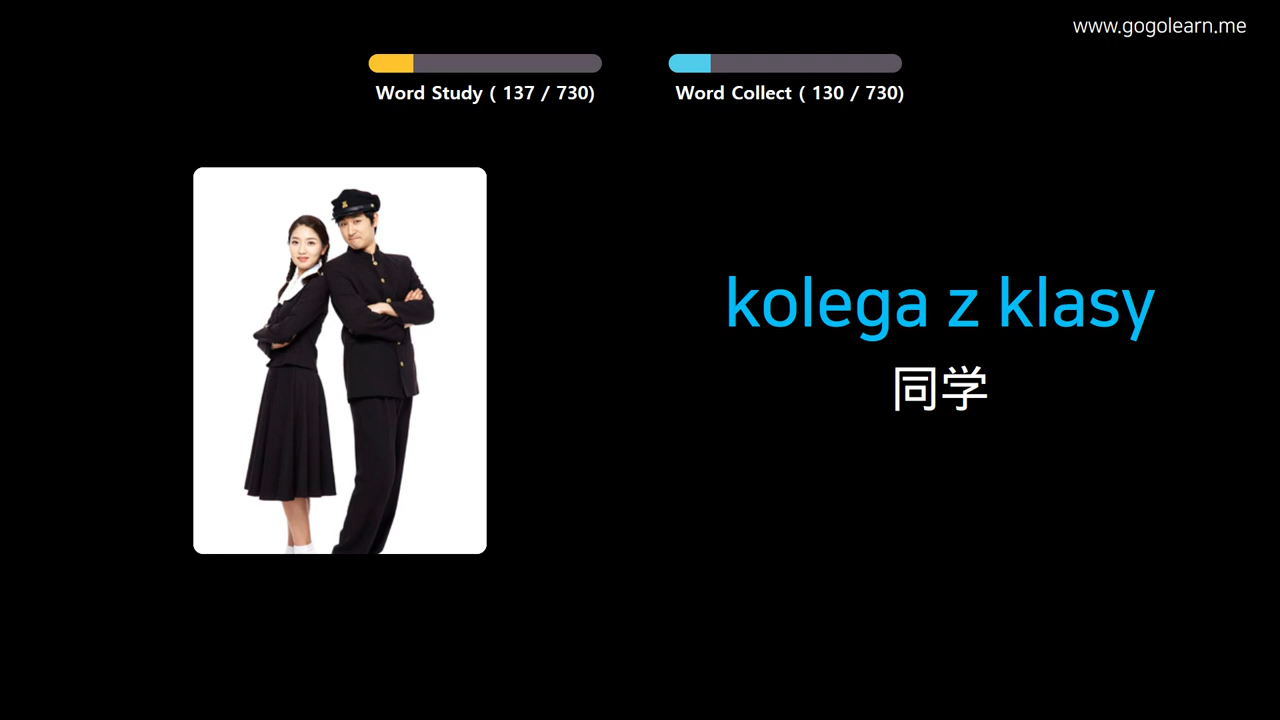 www.gogolearn.me
Word Study ( 137 / 730)
Word Collect ( 130 / 730)
kolega z klasy
同学